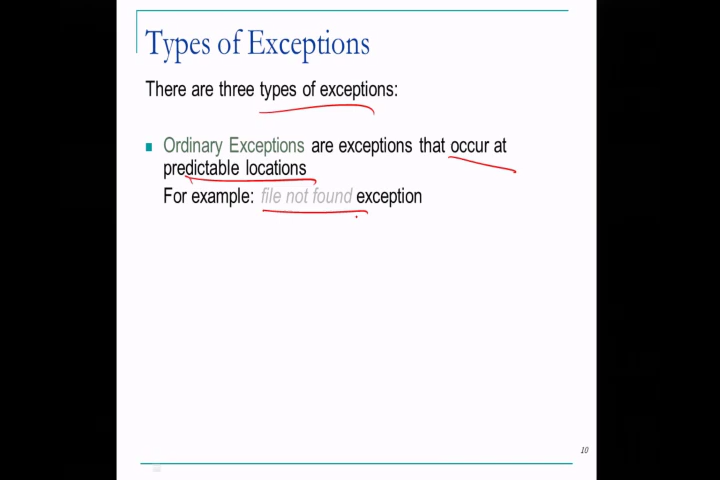 Types of Exceptions
There are three types of exceptions:
Ordinary Exceptions are exceptions that occur at
predictable locations
For example: file not found exception
10